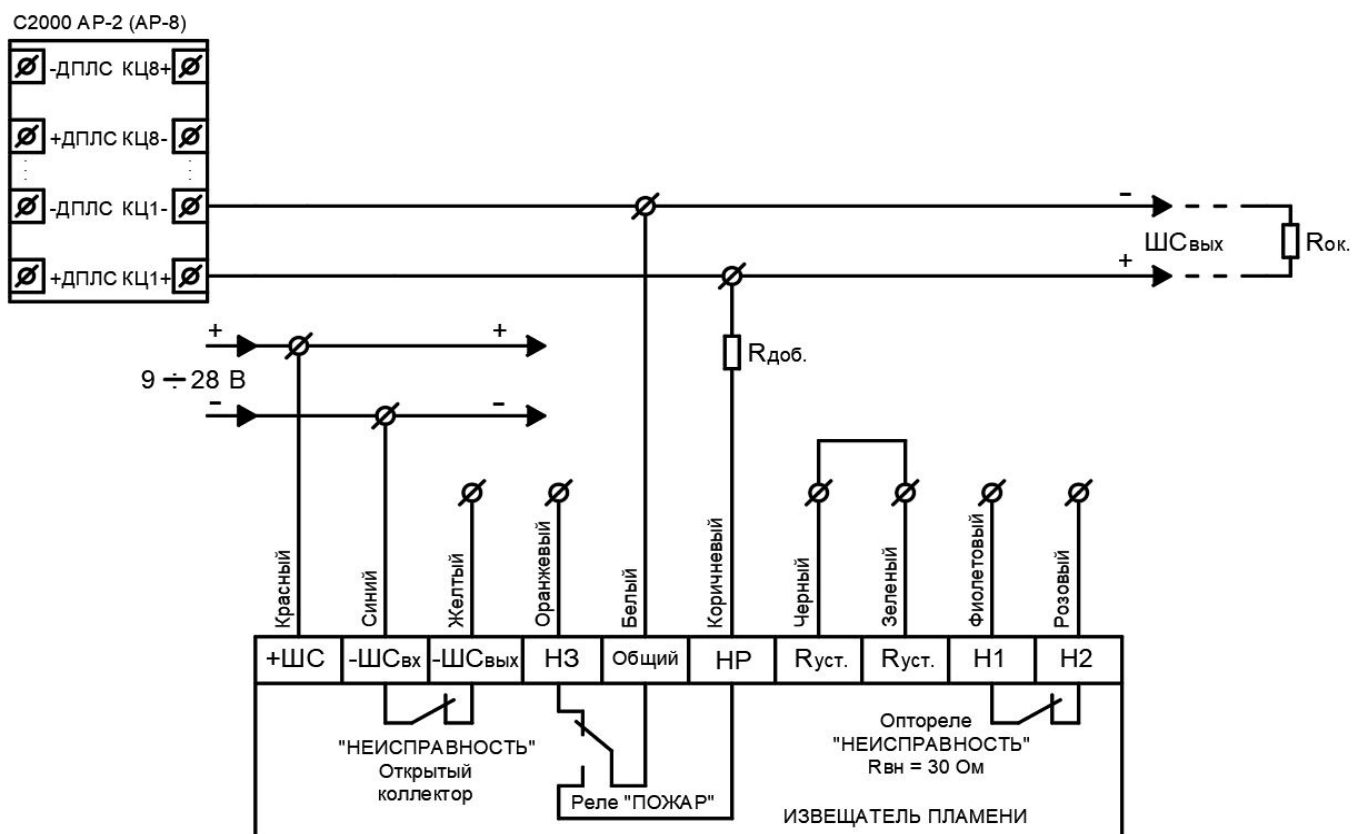 С2000 АР-2 (АР-8)
-ДПЛС КЦ8+
+ДПЛС КЦ8-
-ДПЛС КЦ1-
+ДПЛС КЦ1+
-
ШСвых
Rок.
+
+ +
9 ÷ 28 В
- -
Rдоб.
Красный
Синий
Желтый
Оранжевый
Белый
Коричневый
Черный
Зеленый
Фиолетовый
Розовый
+ШС -ШСвх -ШСвых НЗ Общий НР Rуст. Rуст. Н1 Н2
"НЕИСПРАВНОСТЬ"
Открытый
коллектор
Реле "ПОЖАР"
Оптореле
"НЕИСПРАВНОСТЬ"
Rвн = 30 Ом
ИЗВЕЩАТЕЛЬ ПЛАМЕНИ